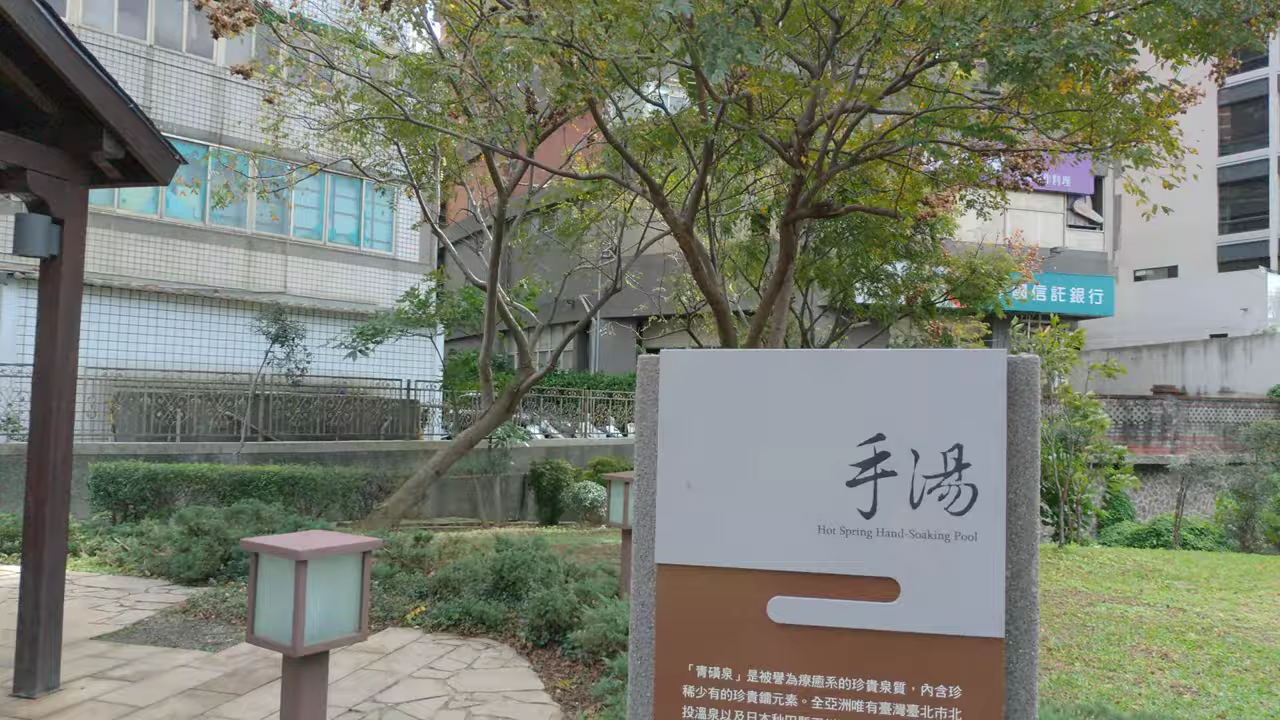 料理
信託銀行
手湯
Hot Spring Hand-Soaking Pool
「青磺泉」是被譽為療癒系的珍貴泉質，內含珍
稀少有的珍貴鐳元素。全亞洲唯有臺灣臺北市北